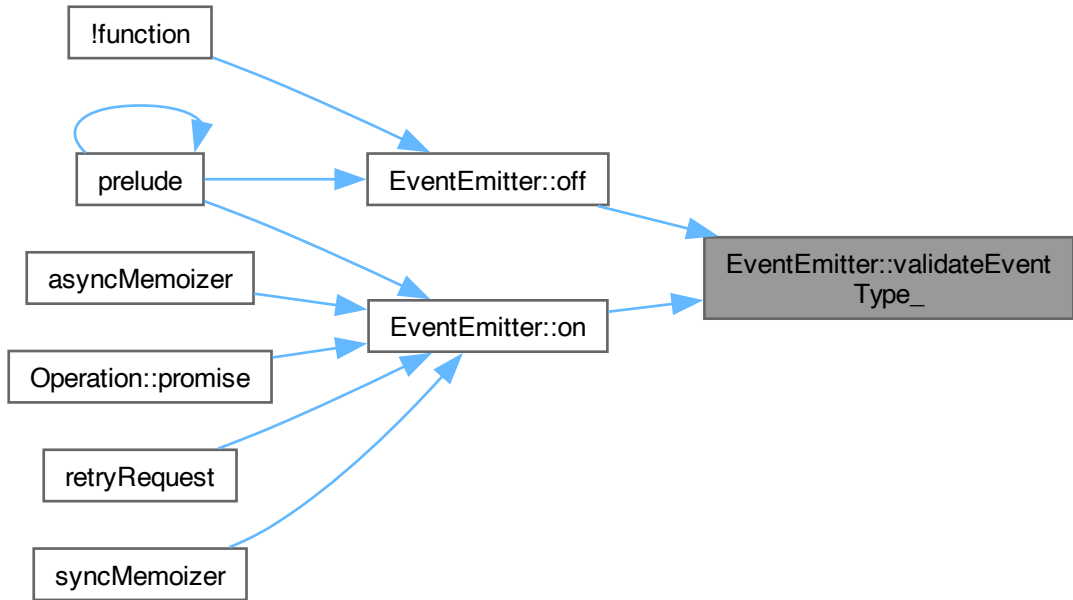 !function
prelude
EventEmitter::off
EventEmitter::validateEvent
Type_
asyncMemoizer
EventEmitter::on
Operation::promise
retryRequest
syncMemoizer